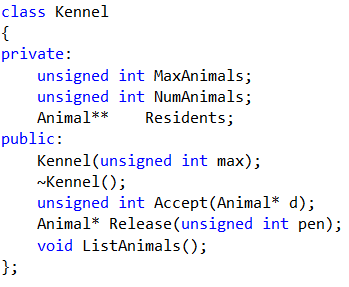 class Kennel
{
private:
    unsigned int MaxAnimals;
    unsigned int NumAnimals;
    Animal**    Residents;
public:
    Kennel(unsigned int max);
    ~Kennel();
    unsigned int Accept(Animal* d);
    Animal* Release(unsigned int pen);
    void ListAnimals();
};